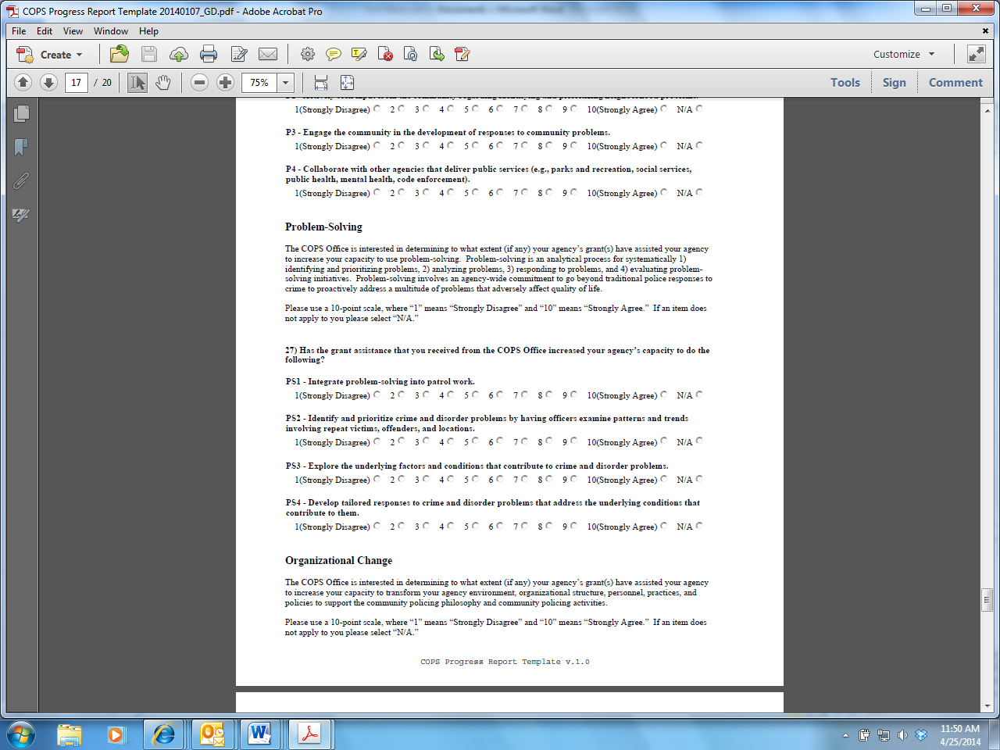 COPS Progress Report Template 20140107_GD.pdf - Adobe Acrobat Pro
File Edit View Window Help
Create
Customize
17 / 20
75%
Tools Sign Comment
1(Strongly Disagree) 2 3 4 5 6 7 8 9 10(Strongly Agree) N/A
P3 - Engage the community in the development of responses to community problems.
1(Strongly Disagree) 2 3 4 5 6 7 8 9 10(Strongly Agree) N/A
P4 - Collaborate with other agencies that deliver public services (e.g., parks and recreation, social services,
public health, mental health, code enforcement).
1(Strongly Disagree) 2 3 4 5 6 7 8 9 10(Strongly Agree) N/A
Problem-Solving
The COPS Office is interested in determining to what extent (if any) your agency’s grant(s) have assisted your agency
to increase your capacity to use problem-solving. Problem-solving is an analytical process for systematically 1)
identifying and prioritizing problems, 2) analyzing problems, 3) responding to problems, and 4) evaluating problem-
solving initiatives. Problem-solving involves an agency-wide commitment to go beyond traditional police responses to
crime to proactively address a multitude of problems that adversely affect quality of life.
Please use a 10-point scale, where “1” means “Strongly Disagree” and “10” means “Strongly Agree.” If an item does
not apply to you please select “N/A.”
27) Has the grant assistance that you received from the COPS Office increased your agency’s capacity to do the
following?
PS1 - Integrate problem-solving into patrol work.
1(Strongly Disagree) 2 3 4 5 6 7 8 9 10(Strongly Agree) N/A
PS2 - Identify and prioritize crime and disorder problems by having officers examine patterns and trends
involving repeat victims, offenders, and locations.
1(Strongly Disagree) 2 3 4 5 6 7 8 9 10(Strongly Agree) N/A
PS3 - Explore the underlying factors and conditions that contribute to crime and disorder problems.
1(Strongly Disagree) 2 3 4 5 6 7 8 9 10(Strongly Agree) N/A
PS4 - Develop tailored responses to crime and disorder problems that address the underlying conditions that
contribute to them.
1(Strongly Disagree) 2 3 4 5 6 7 8 9 10(Strongly Agree) N/A
Organizational Change
The COPS Office is interested in determining to what extent (if any) your agency’s grant(s) have assisted your agency
to increase your capacity to transform your agency environment, organizational structure, personnel, practices, and
policies to support the community policing philosophy and community policing activities.
Please use a 10-point scale, where “1” means “Strongly Disagree” and “10” means “Strongly Agree.” If an item does
not apply to you please select “N/A.”
COPS Progress Report Template v.1.0
11:50 AM
4/25/2014